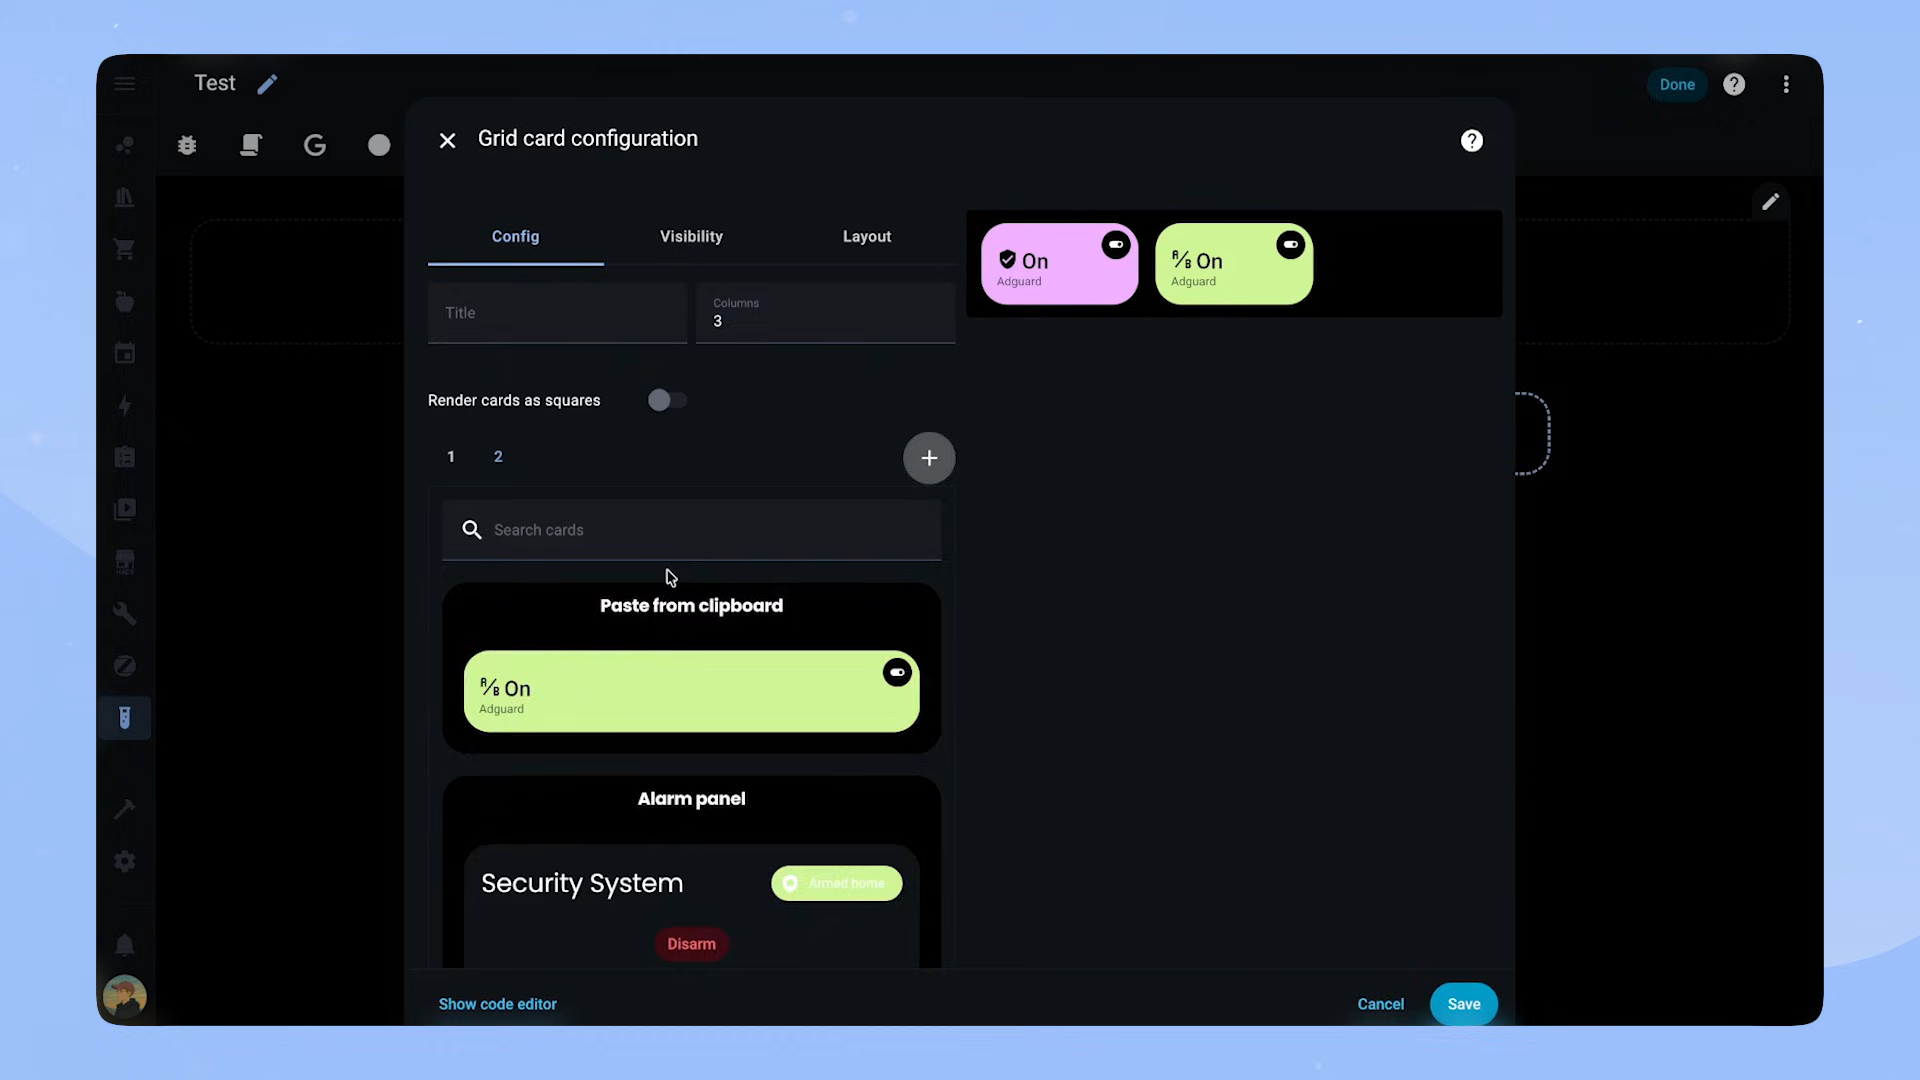 Test
Done
Grid card configuration
Config
Visibility
Layout
Title
Columns
3
On
Adguard
A/B On
Adguard
Render cards as squares
1
2
Search cards
Paste from clipboard
A/B On
Adguard
Alarm panel
Security System
Armed home
Disarm
Show code editor
Cancel
Save